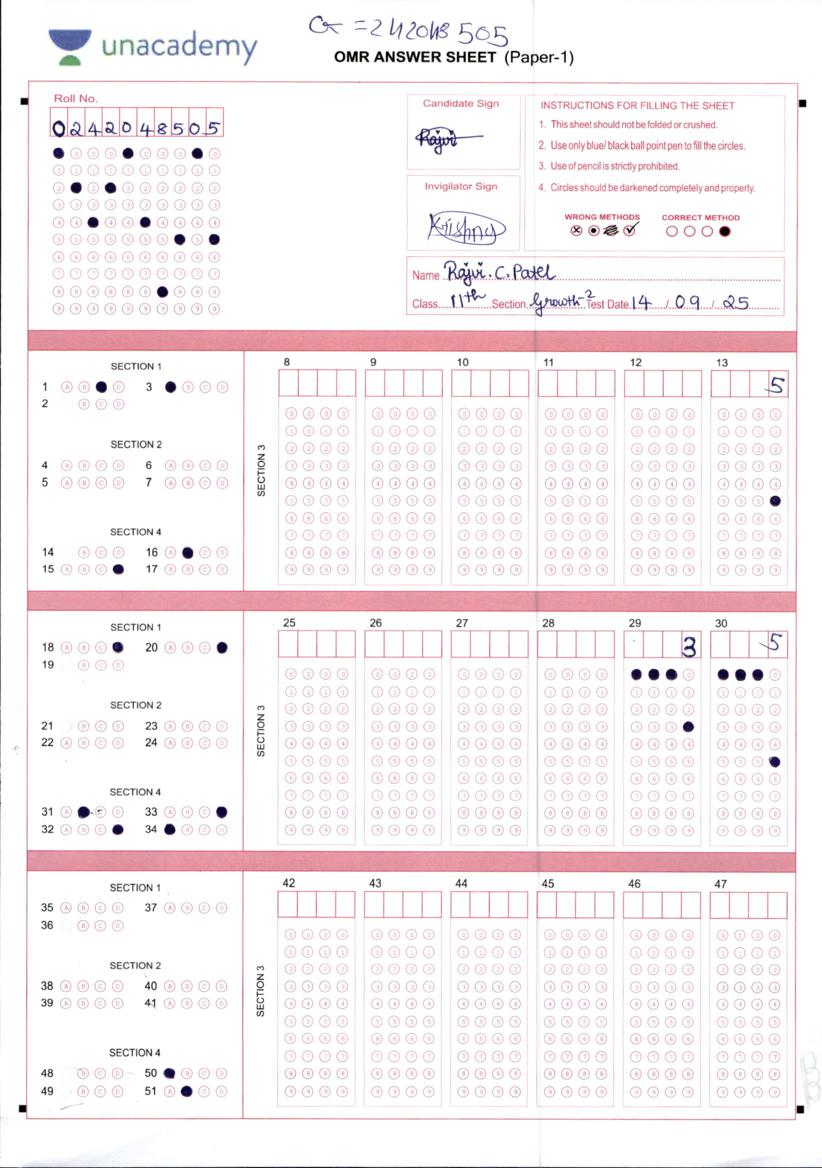 G = 242048505
unacademy
OMR ANSWER SHEET (Paper-1)
Roll No.
0 2 4 2 0 4 8 5 0 5
Candidate Sign
Rajvi
Invigilator Sign
Krishna
INSTRUCTIONS FOR FILLING THE SHEET
1. This sheet should not be folded or crushed.
2. Use only blue/ black ball point pen to fill the circles.
3. Use of pencil is strictly prohibited.
4. Circles should be darkened completely and properly.
WRONG METHODS CORRECT METHOD
Name Rajvi. C. Patel
Class 11th Section Growth-2 Test Date 14 / 09 / 25
SECTION 1
1 A B D 3 B C D
2 B C D
SECTION 2
4 A B C D 6 A B C D
5 A B C D 7 A B C D
SECTION 4
14 B C D 16 A C D
15 A B C 17 A B C D
SECTION 3
8 9 10 11 12 13
5
SECTION 1
18 A B C 20 A B C
19 B C D
SECTION 2
21 B C D 23 A B C D
22 A B C D 24 A B C D
SECTION 4
31 A C D 33 A B C
32 A B C 34 B C D
SECTION 3
25 26 27 28 29 30
3 5
SECTION 1
35 A B C D 37 A B C D
36 B C D
SECTION 2
38 A B C D 40 A B C D
39 A B C D 41 A B C D
SECTION 4
48 B C D 50 B C D
49 B C D 51 A C D
SECTION 3
42 43 44 45 46 47